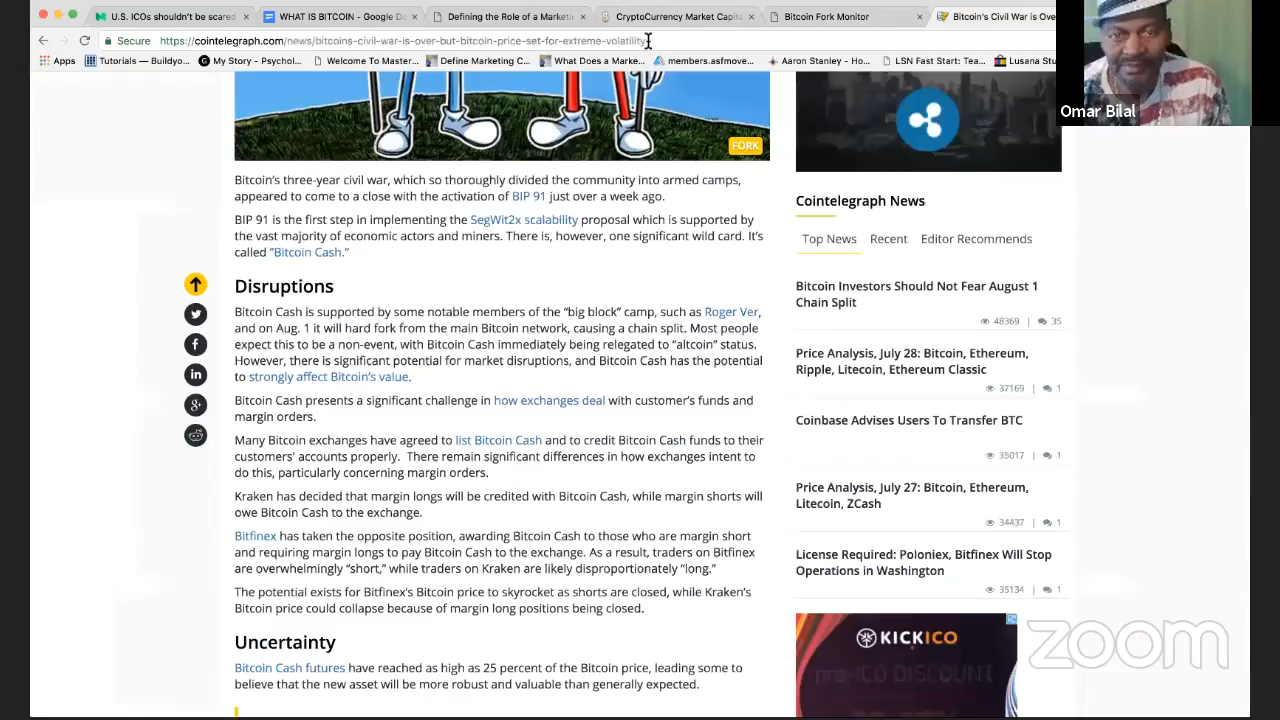 U.S. ICOs shouldn't be scared
WHAT IS BITCOIN - Google D
Defining the Role of a Marketin
CryptoCurrency Market Capita
Bitcoin Fork Monitor
Bitcoin's Civil War is Over
Secure
https://cointelegraph.com/news/bitcoins-civil-war-is-over-but-bitcoin-price-set-for-extreme-volatility
Apps
Tutorials — Buildyo...
My Story - Psychol...
Welcome To Master...
Define Marketing C...
What Does a Marke...
members.asfmove...
Aaron Stanley - Ho...
LSN Fast Start: Tea...
Lusana Stu
Omar Bilal
FORK
Bitcoin's three-year civil war, which so thoroughly divided the community into armed camps,
appeared to come to a close with the activation of BIP 91 just over a week ago.
BIP 91 is the first step in implementing the SegWit2x scalability proposal which is supported by
the vast majority of economic actors and miners. There is, however, one significant wild card. It's
called "Bitcoin Cash."
Disruptions
Bitcoin Cash is supported by some notable members of the "big block" camp, such as Roger Ver,
and on Aug. 1 it will hard fork from the main Bitcoin network, causing a chain split. Most people
expect this to be a non-event, with Bitcoin Cash immediately being relegated to "altcoin" status.
However, there is significant potential for market disruptions, and Bitcoin Cash has the potential
to strongly affect Bitcoin's value.
Bitcoin Cash presents a significant challenge in how exchanges deal with customer's funds and
margin orders.
Many Bitcoin exchanges have agreed to list Bitcoin Cash and to credit Bitcoin Cash funds to their
customers' accounts properly. There remain significant differences in how exchanges intent to
do this, particularly concerning margin orders.
Kraken has decided that margin longs will be credited with Bitcoin Cash, while margin shorts will
owe Bitcoin Cash to the exchange.
Bitfinex has taken the opposite position, awarding Bitcoin Cash to those who are margin short
and requiring margin longs to pay Bitcoin Cash to the exchange. As a result, traders on Bitfinex
are overwhelmingly "short," while traders on Kraken are likely disproportionately "long."
The potential exists for Bitfinex's Bitcoin price to skyrocket as shorts are closed, while Kraken's
Bitcoin price could collapse because of margin long positions being closed.
Uncertainty
Bitcoin Cash futures have reached as high as 25 percent of the Bitcoin price, leading some to
believe that the new asset will be more robust and valuable than generally expected.
Cointelegraph News
Top News
Recent
Editor Recommends
Bitcoin Investors Should Not Fear August 1
Chain Split
48369 | 35
Price Analysis, July 28: Bitcoin, Ethereum,
Ripple, Litecoin, Ethereum Classic
37169 | 1
Coinbase Advises Users To Transfer BTC
35017 | 1
Price Analysis, July 27: Bitcoin, Ethereum,
Litecoin, ZCash
34437 | 1
License Required: Poloniex, Bitfinex Will Stop
Operations in Washington
35134 | 1
KICKICO
pre-ICO DISCOUNT
zoom